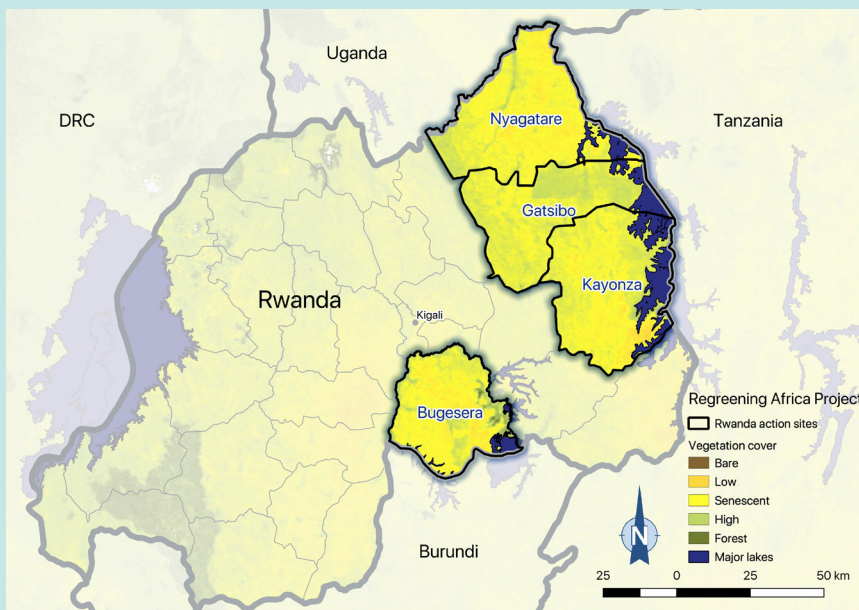 Uganda
DRC
Tanzania
Nyagatare
Gatsibo
Kayonza
Rwanda
Kigali
Bugesera
Burundi
Regreening Africa Project
Rwanda action sites
Vegetation cover
Bare
Low
Senescent
High
Forest
Major lakes
N
25 0 25 50 km